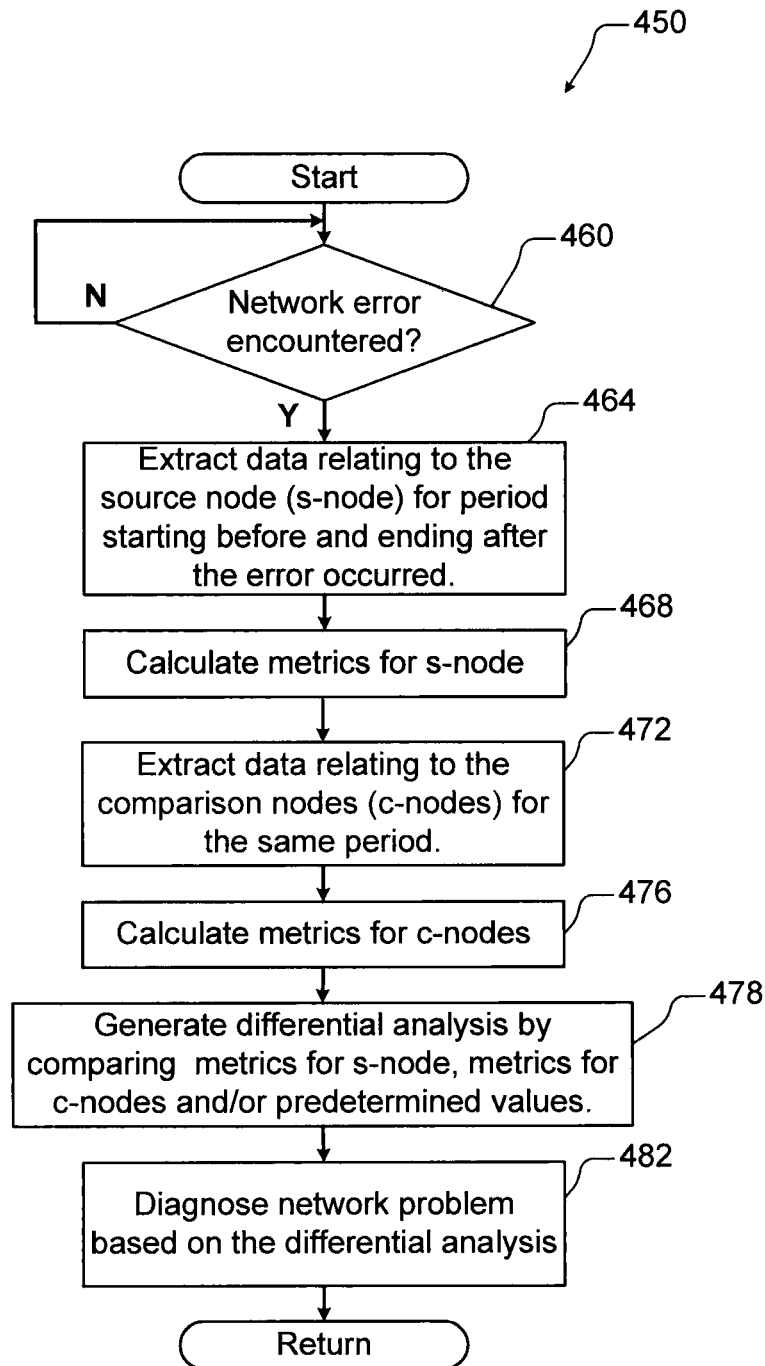 450
Start
460
N
Network error
encountered?
Y
464
Extract data relating to the
source node (s-node) for period
starting before and ending after
the error occurred.
468
Calculate metrics for s-node
472
Extract data relating to the
comparison nodes (c-nodes) for
the same period.
476
Calculate metrics for c-nodes
478
Generate differential analysis by
comparing metrics for s-node, metrics for
c-nodes and/or predetermined values.
482
Diagnose network problem
based on the differential analysis
Return